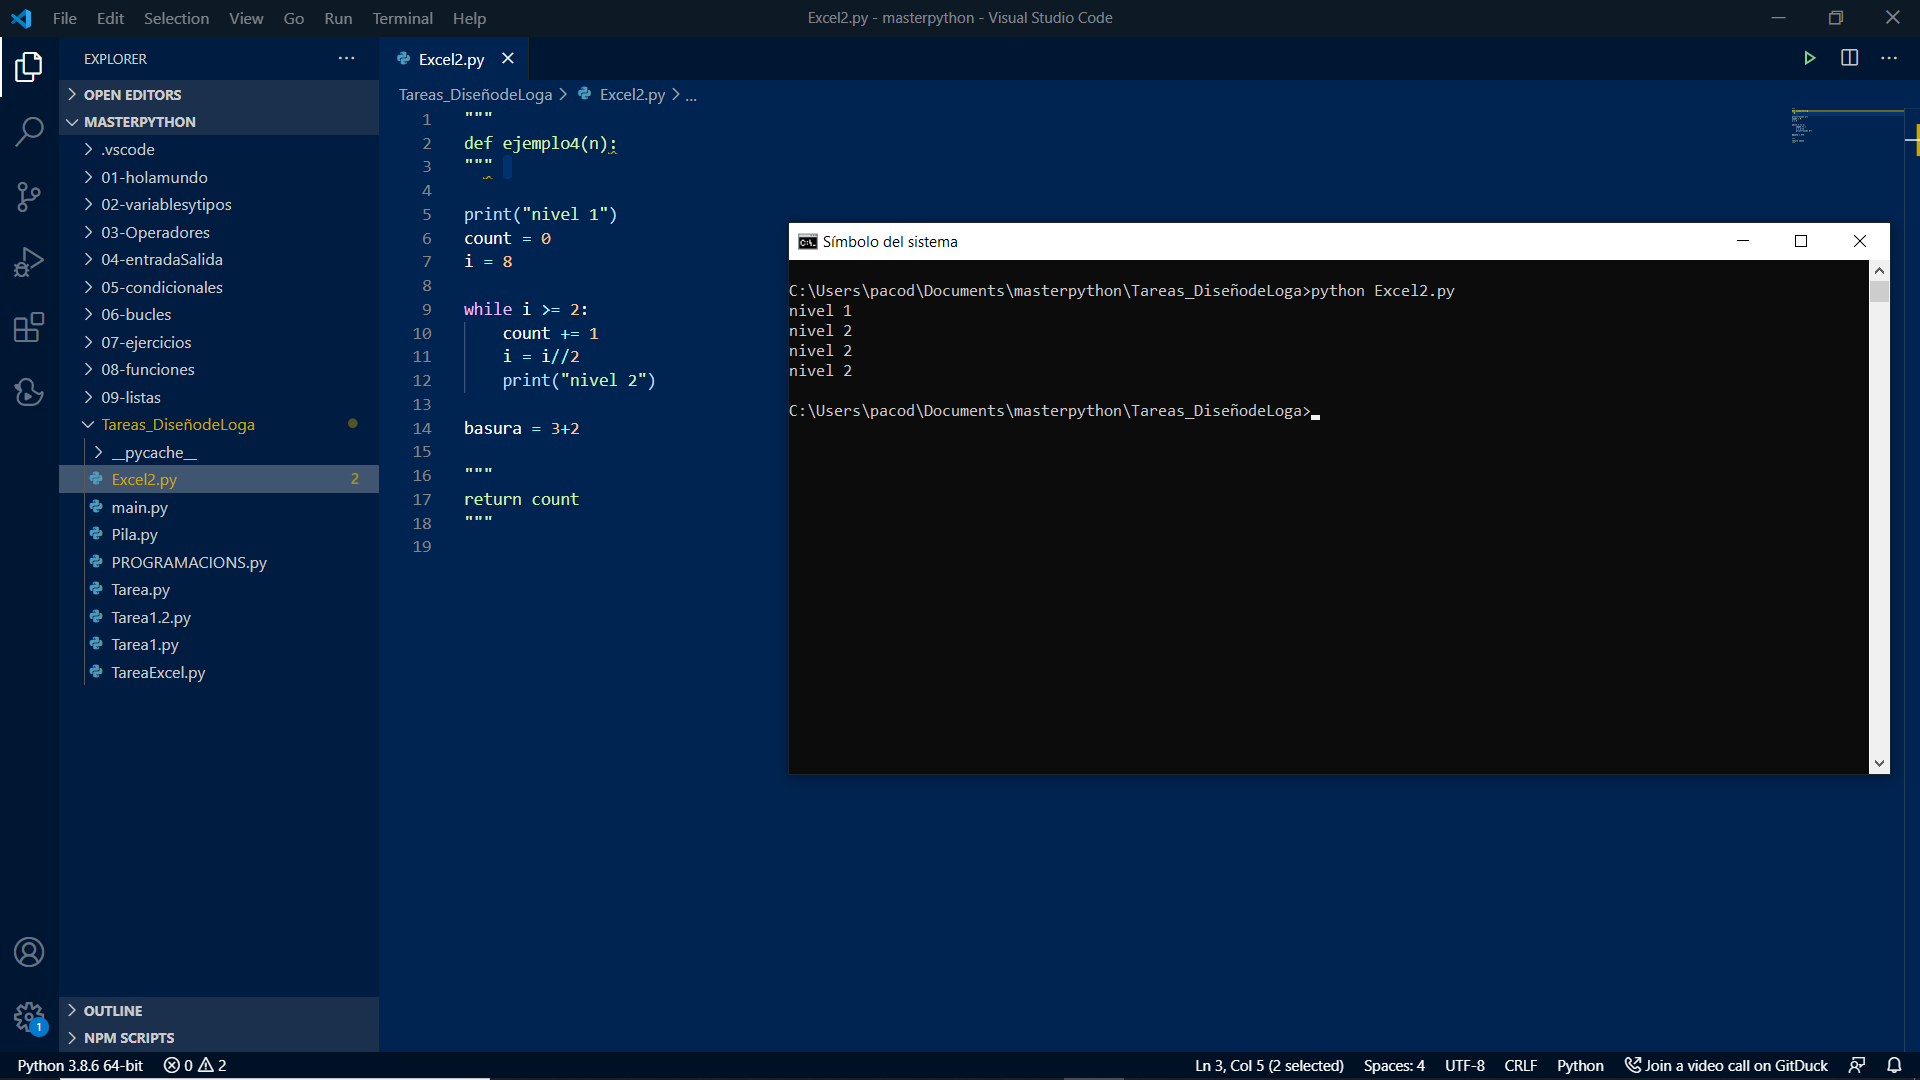 File Edit Selection View Go Run Terminal Help
Excel2.py - masterpython - Visual Studio Code
EXPLORER
OPEN EDITORS
MASTERPYTHON
.vscode
01-holamundo
02-variablesytipos
03-Operadores
04-entradaSalida
05-condicionales
06-bucles
07-ejercicios
08-funciones
09-listas
Tareas_DiseñodeLoga
__pycache__
Excel2.py 2
main.py
Pila.py
PROGRAMACIONS.py
Tarea.py
Tarea1.2.py
Tarea1.py
TareaExcel.py
OUTLINE
NPM SCRIPTS
1
Excel2.py
Tareas_DiseñodeLoga > Excel2.py > ...
1 """
2 def ejemplo4(n):
3 """
4
5 print("nivel 1")
6 count = 0
7 i = 8
8
9 while i >= 2:
10 count += 1
11 i = i//2
12 print("nivel 2")
13
14 basura = 3+2
15
16 """
17 return count
18 """
19
Símbolo del sistema
C:\Users\pacod\Documents\masterpython\Tareas_DiseñodeLoga>python Excel2.py
nivel 1
nivel 2
nivel 2
nivel 2
C:\Users\pacod\Documents\masterpython\Tareas_DiseñodeLoga>
Python 3.8.6 64-bit 0 2 Ln 3, Col 5 (2 selected) Spaces: 4 UTF-8 CRLF Python Join a video call on GitDuck